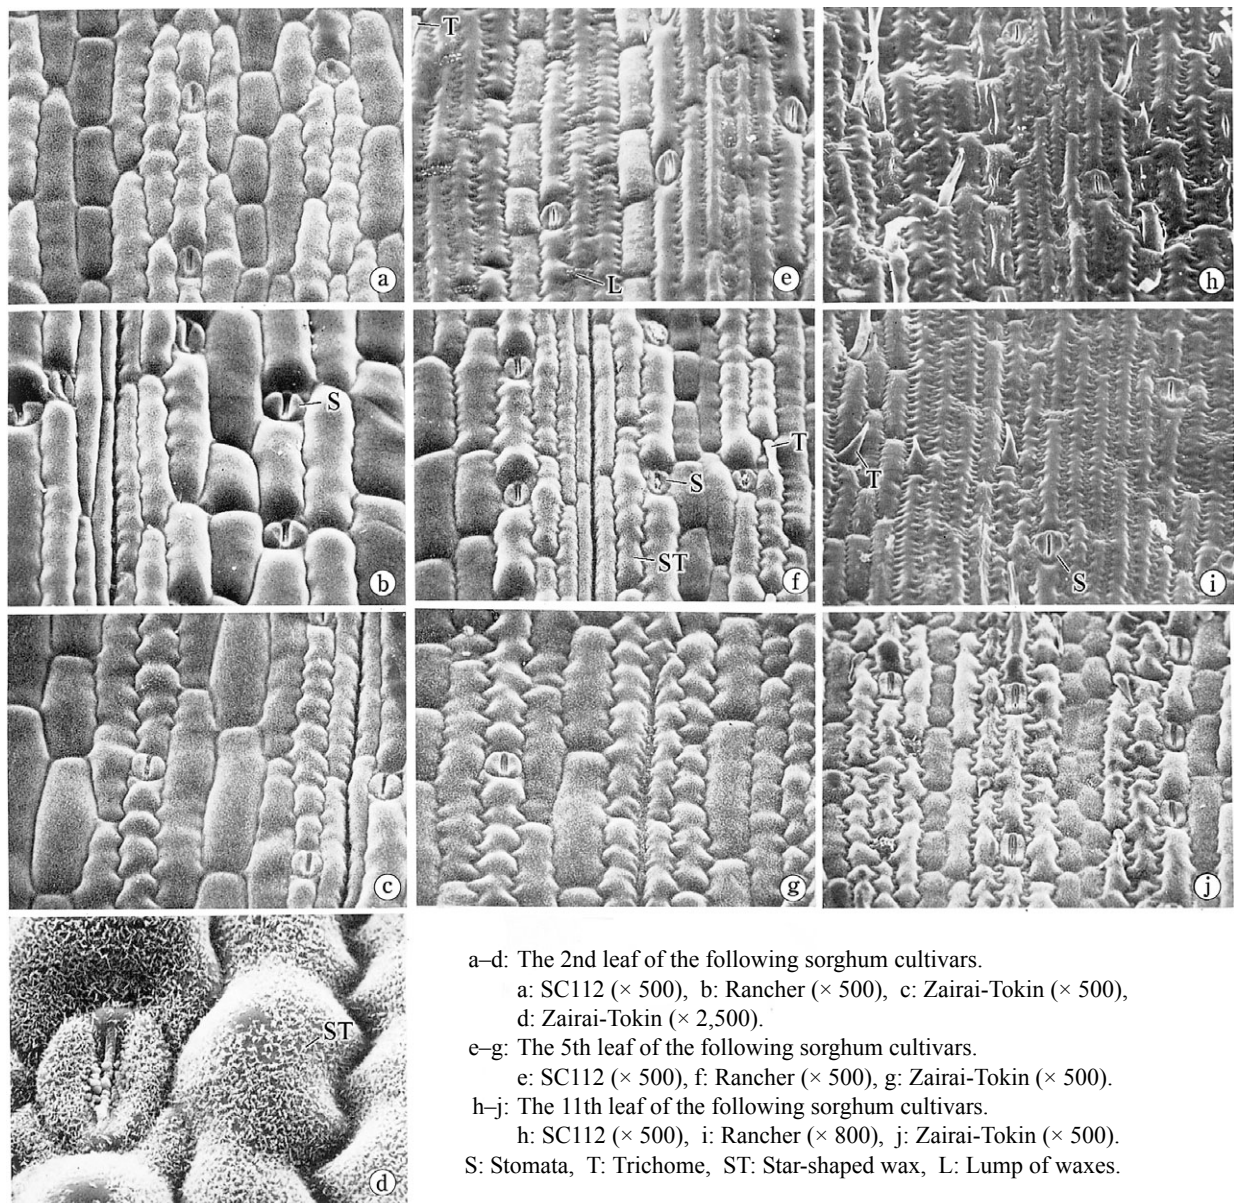 T
L
a
e
h
S
T
S
T
ST
S
b
f
i
c
g
j
ST
d
a–d: The 2nd leaf of the following sorghum cultivars.
a: SC112 (× 500), b: Rancher (× 500), c: Zairai-Tokin (× 500),
d: Zairai-Tokin (× 2,500).
e–g: The 5th leaf of the following sorghum cultivars.
e: SC112 (× 500), f: Rancher (× 500), g: Zairai-Tokin (× 500).
h–j: The 11th leaf of the following sorghum cultivars.
h: SC112 (× 500), i: Rancher (× 800), j: Zairai-Tokin (× 500).
S: Stomata, T: Trichome, ST: Star-shaped wax, L: Lump of waxes.